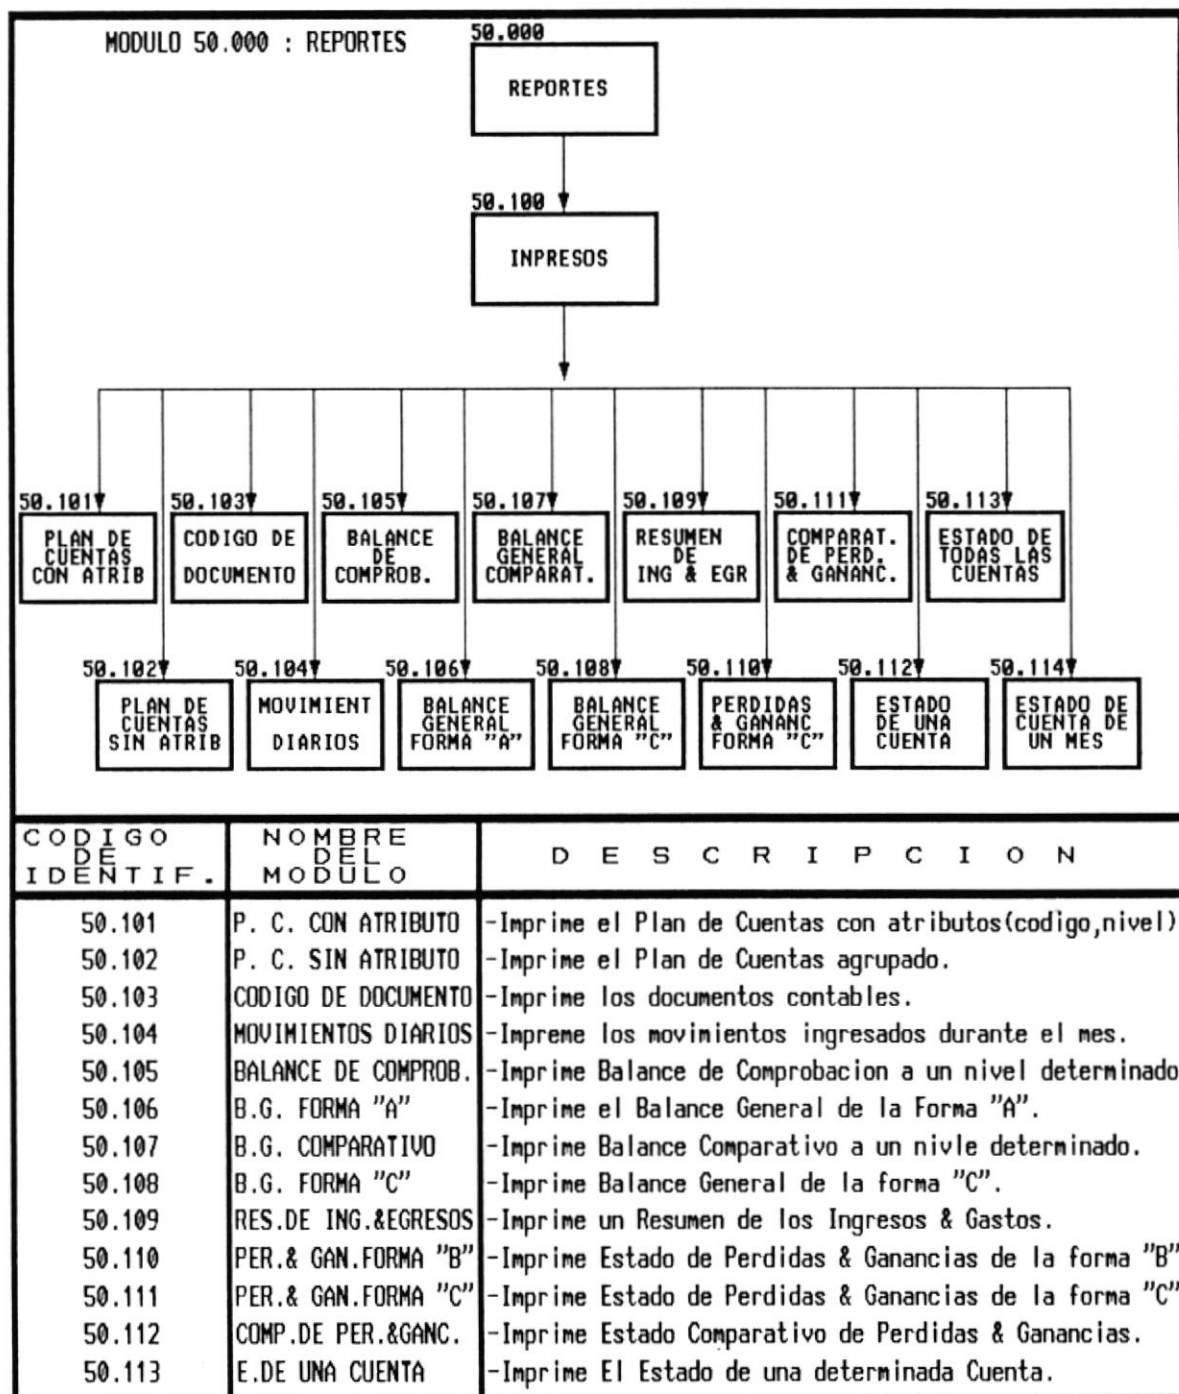 MODULO 50.000 : REPORTES
50.000
REPORTES
50.100
INPRESOS
50.101
PLAN DE
CUENTAS
CON ATRIB
50.103
CODIGO DE
DOCUMENTO
50.105
BALANCE
DE
COMPROB.
50.107
BALANCE
GENERAL
COMPARAT.
50.109
RESUMEN
DE
ING & EGR
50.111
COMPARAT.
DE PERD.
& GANANC.
50.113
ESTADO DE
TODAS LAS
CUENTAS
50.102
PLAN DE
CUENTAS
SIN ATRIB
50.104
MOVIMIENT
DIARIOS
50.106
BALANCE
GENERAL
FORMA "A"
50.108
BALANCE
GENERAL
FORMA "C"
50.110
PERDIDAS
& GANANC
FORMA "C"
50.112
ESTADO
DE UNA
CUENTA
50.114
ESTADO DE
CUENTA DE
UN MES
CODIGO
DE
IDENTIF.
NOMBRE
DEL
MODULO
D E S C R I P C I O N
50.101 P. C. CON ATRIBUTO -Imprime el Plan de Cuentas con atributos(codigo,nivel)
50.102 P. C. SIN ATRIBUTO -Imprime el Plan de Cuentas agrupado.
50.103 CODIGO DE DOCUMENTO -Imprime los documentos contables.
50.104 MOVIMIENTOS DIARIOS -Impreme los movimientos ingresados durante el mes.
50.105 BALANCE DE COMPROB. -Imprime Balance de Comprobacion a un nivel determinado
50.106 B.G. FORMA "A" -Imprime el Balance General de la Forma "A".
50.107 B.G. COMPARATIVO -Imprime Balance Comparativo a un nivle determinado.
50.108 B.G. FORMA "C" -Imprime Balance General de la forma "C".
50.109 RES.DE ING.&EGRESOS -Imprime un Resumen de los Ingresos & Gastos.
50.110 PER.& GAN.FORMA "B" -Imprime Estado de Perdidas & Ganancias de la forma "B"
50.111 PER.& GAN.FORMA "C" -Imprime Estado de Perdidas & Ganancias de la forma "C"
50.112 COMP.DE PER.&GANC. -Imprime Estado Comparativo de Perdidas & Ganancias.
50.113 E.DE UNA CUENTA -Imprime El Estado de una determinada Cuenta.